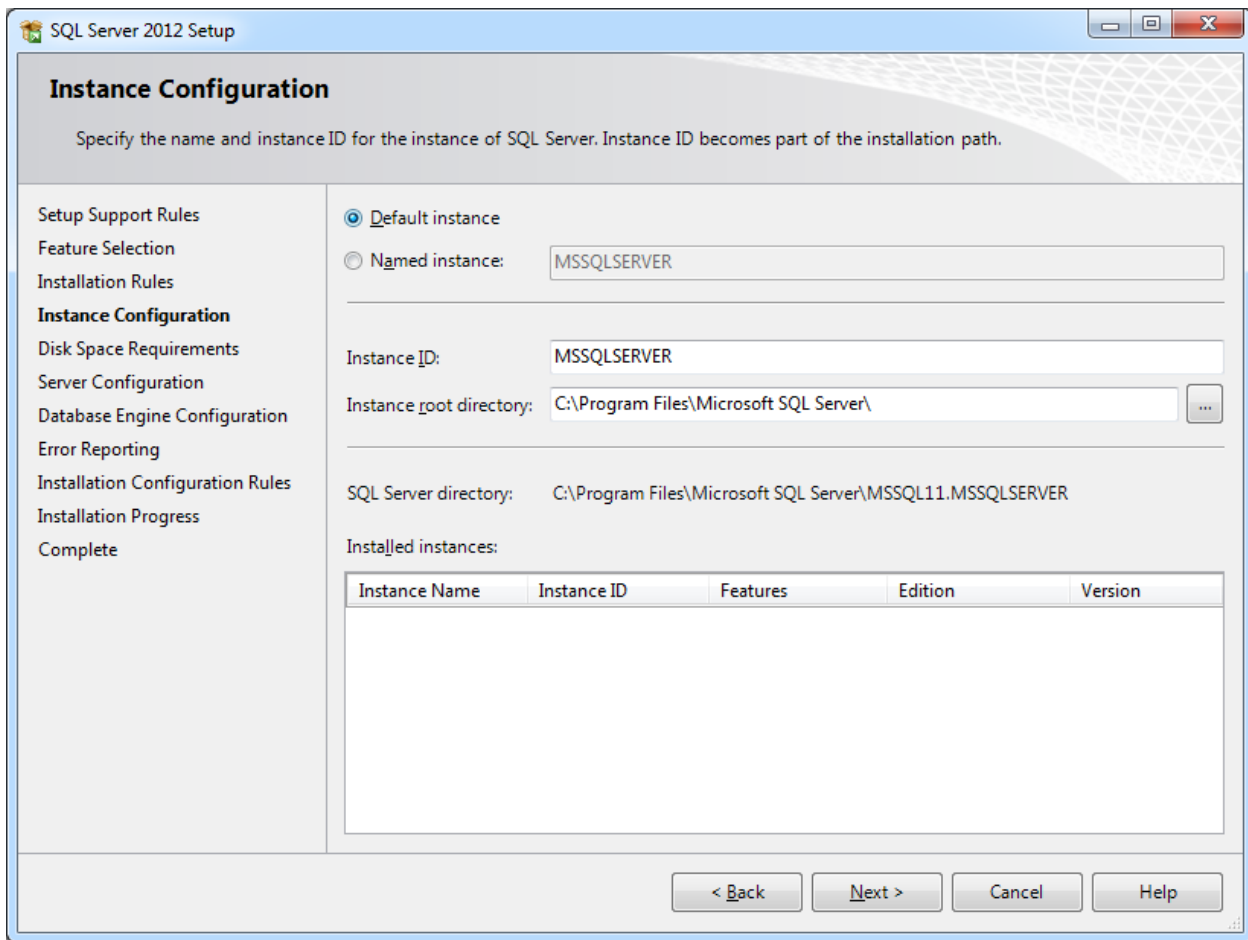 SQL Server 2012 Setup
Instance Configuration
Specify the name and instance ID for the instance of SQL Server. Instance ID becomes part of the installation path.
Setup Support Rules
Feature Selection
Installation Rules
Instance Configuration
Disk Space Requirements
Server Configuration
Database Engine Configuration
Error Reporting
Installation Configuration Rules
Installation Progress
Complete
Default instance
Named instance: MSSQLSERVER
Instance ID: MSSQLSERVER
Instance root directory: C:\Program Files\Microsoft SQL Server\ ...
SQL Server directory: C:\Program Files\Microsoft SQL Server\MSSQL11.MSSQLSERVER
Installed instances:
Instance Name Instance ID Features Edition Version
< Back Next > Cancel Help